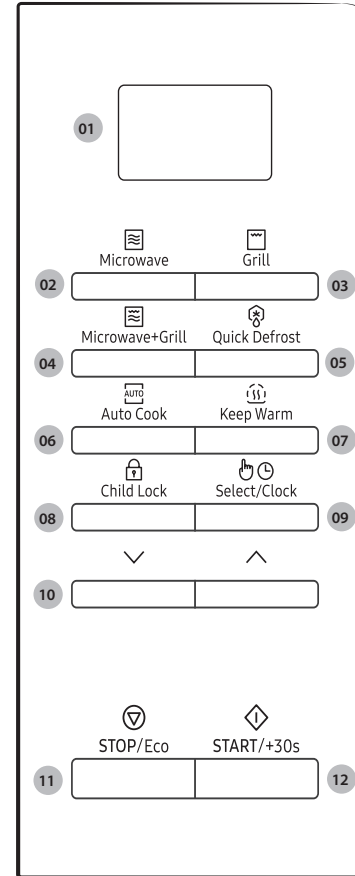 01
Microwave Grill
02 03
Microwave+Grill Quick Defrost
04 05
AUTO
Auto Cook Keep Warm
06 07
Child Lock Select/Clock
08 09
10
STOP/Eco START/+30s
11 12